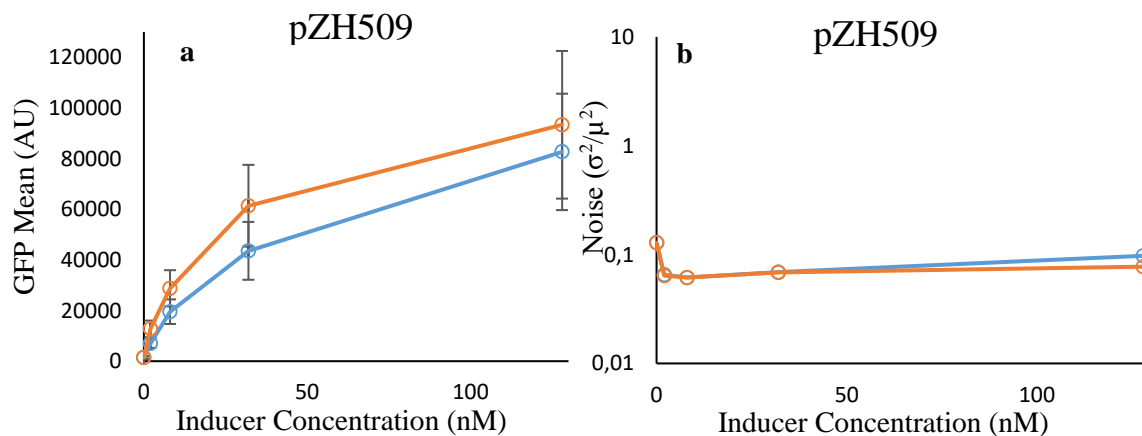 pZH509
a
GFP Mean (AU)
120000
100000
80000
60000
40000
20000
0
0 50 100
Inducer Concentration (nM)
pZH509
b
Noise (σ²/μ²)
10
1
0,1
0,01
0 50 100
Inducer Concentration (nM)